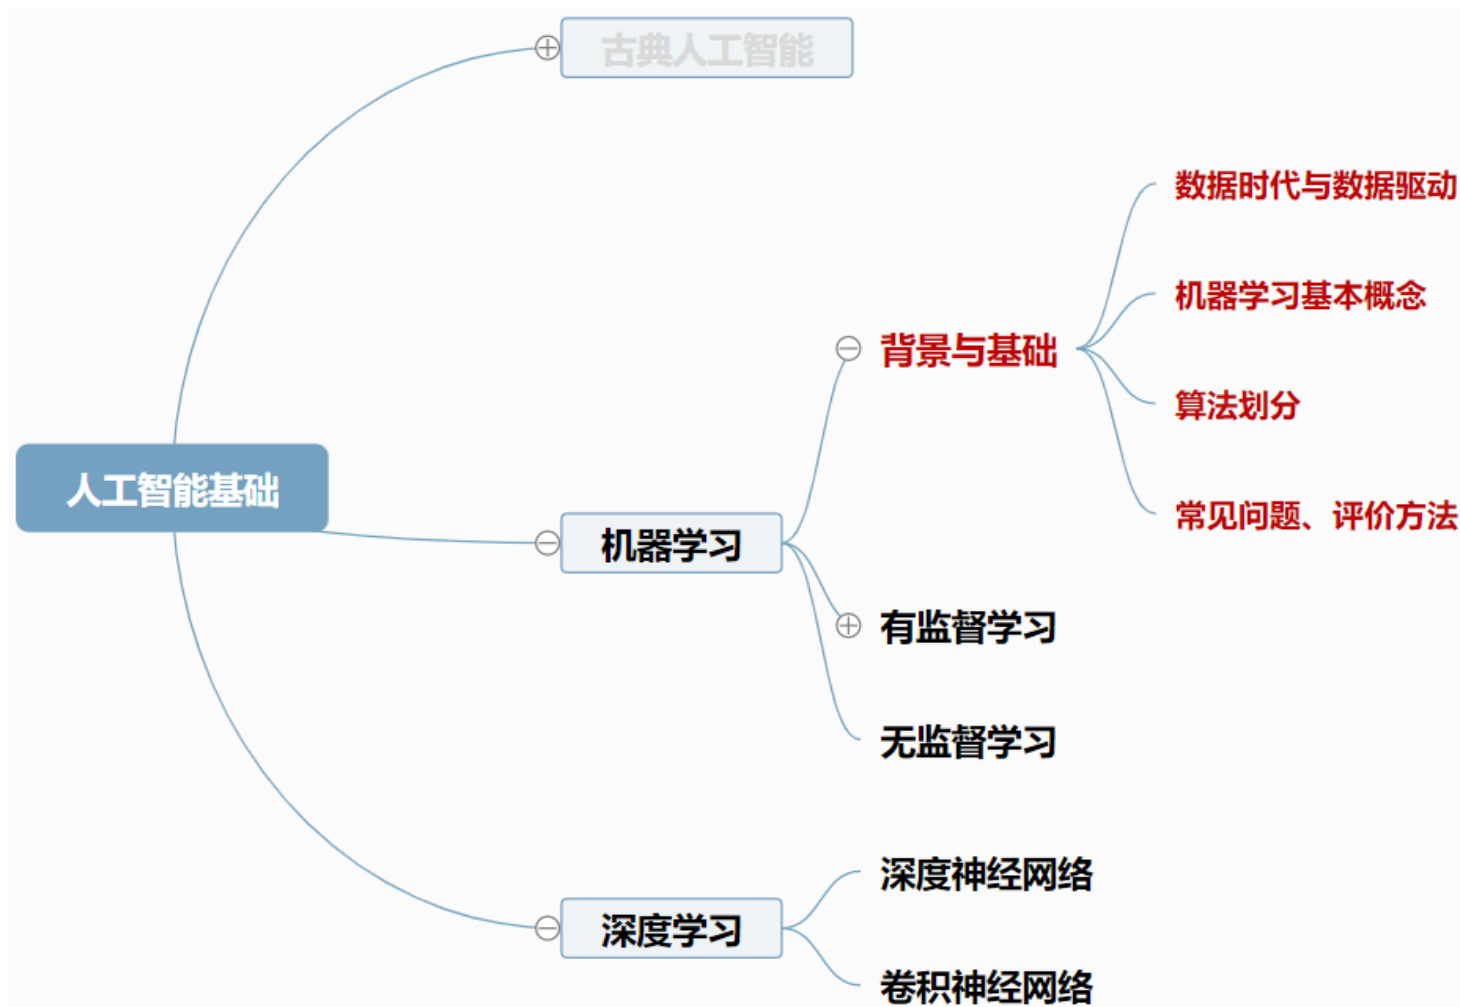 古典人工智能
数据时代与数据驱动
机器学习基本概念
背景与基础
算法划分
人工智能基础
常见问题、评价方法
机器学习
有监督学习
无监督学习
深度神经网络
深度学习
卷积神经网络